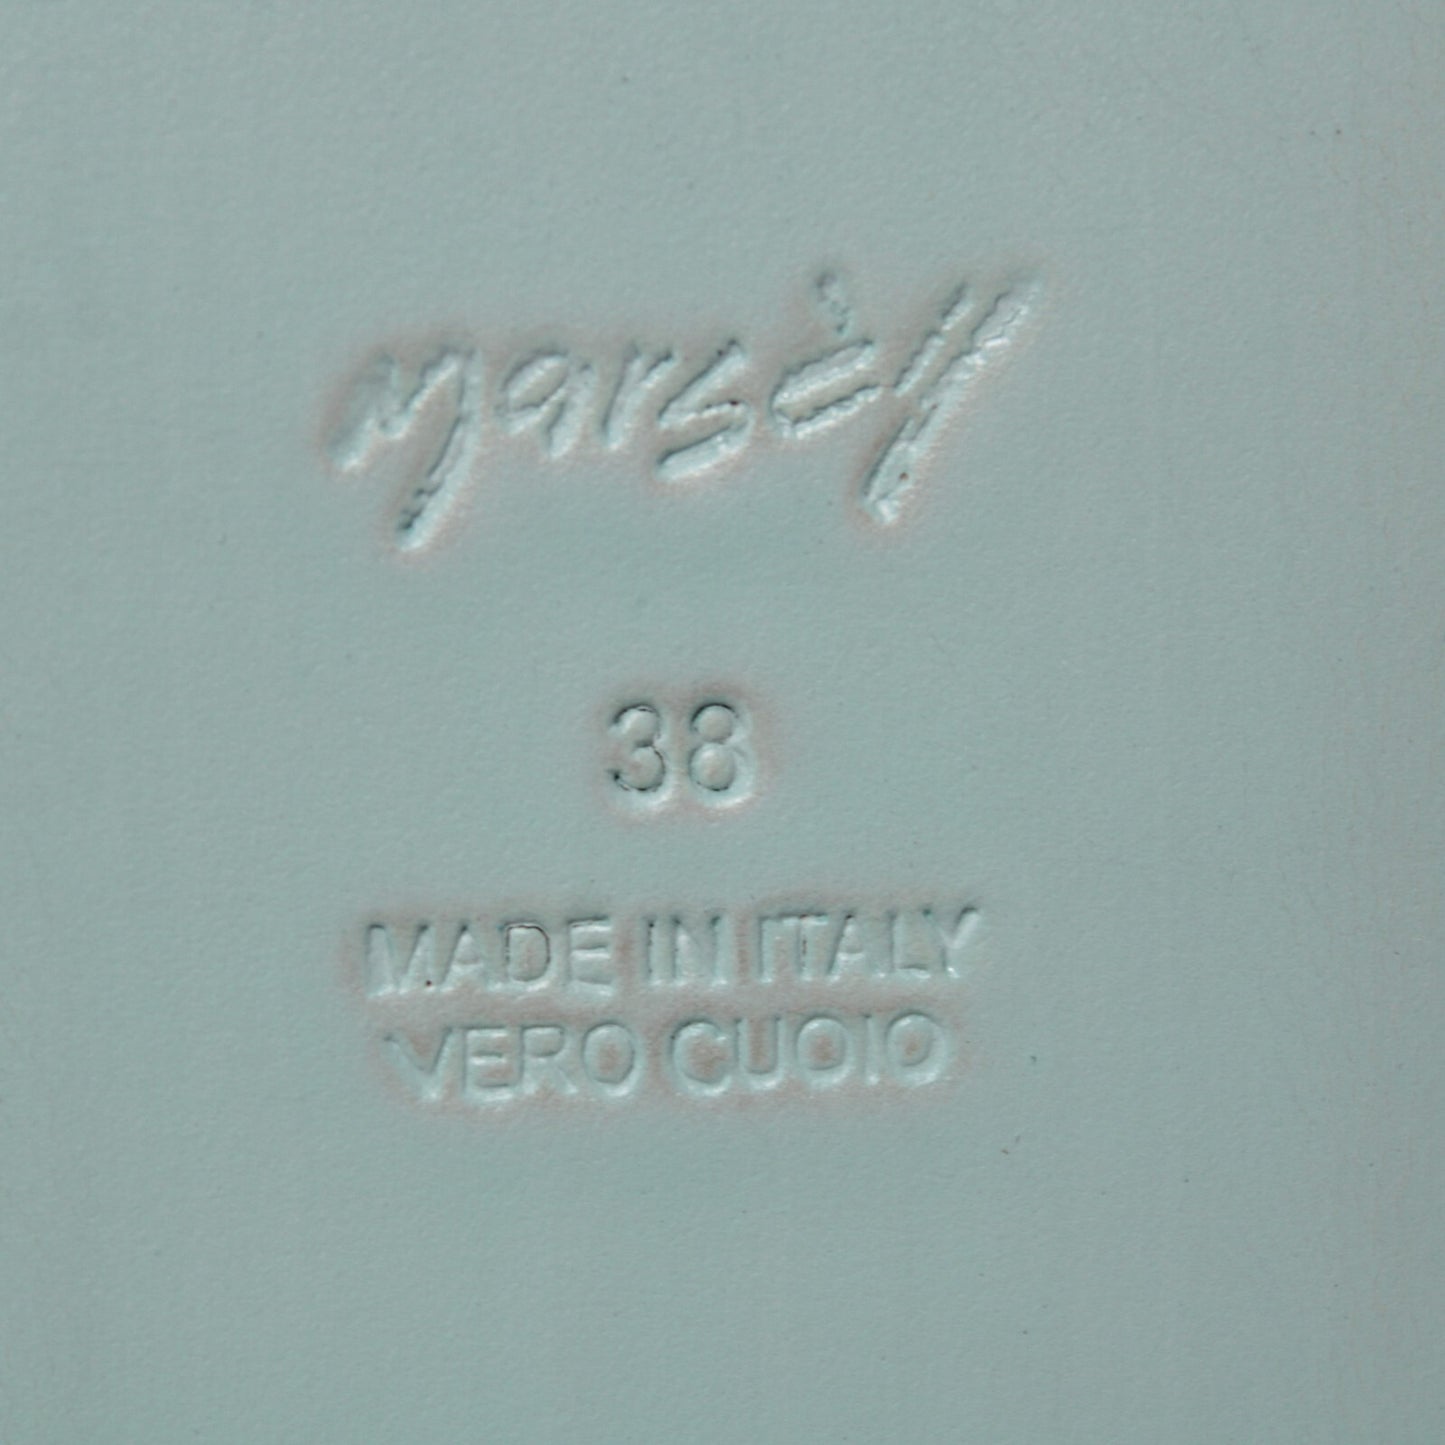 marsèll
38
MADE IN ITALY
VERO CUOIO